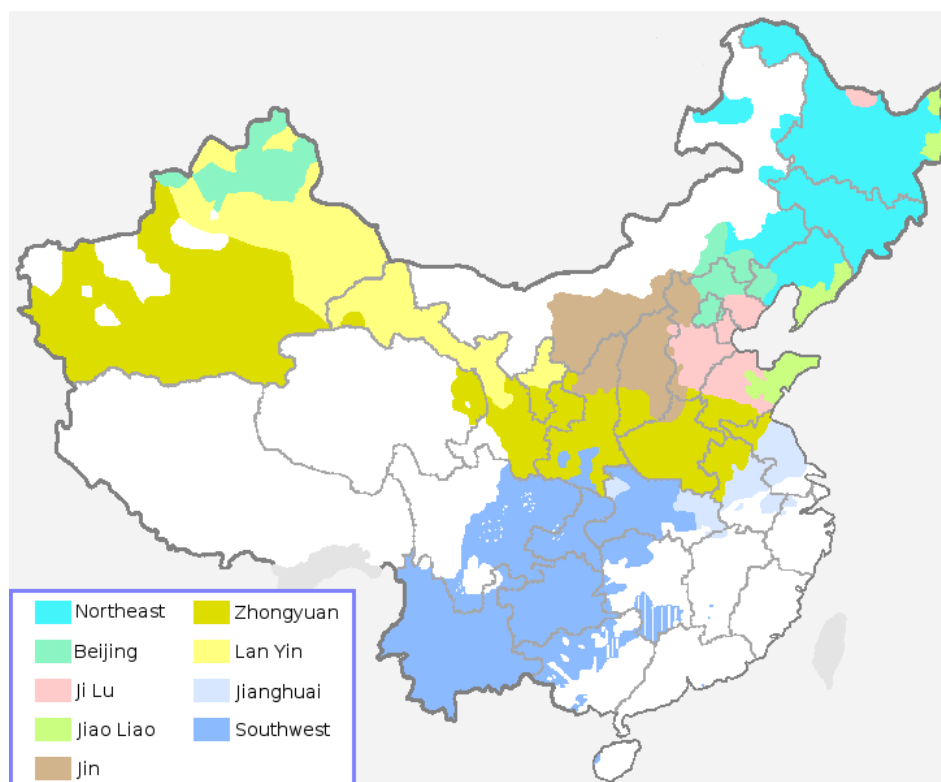 Northeast
Beijing
Ji Lu
Jiao Liao
Jin
Zhongyuan
Lan Yin
Jianghuai
Southwest